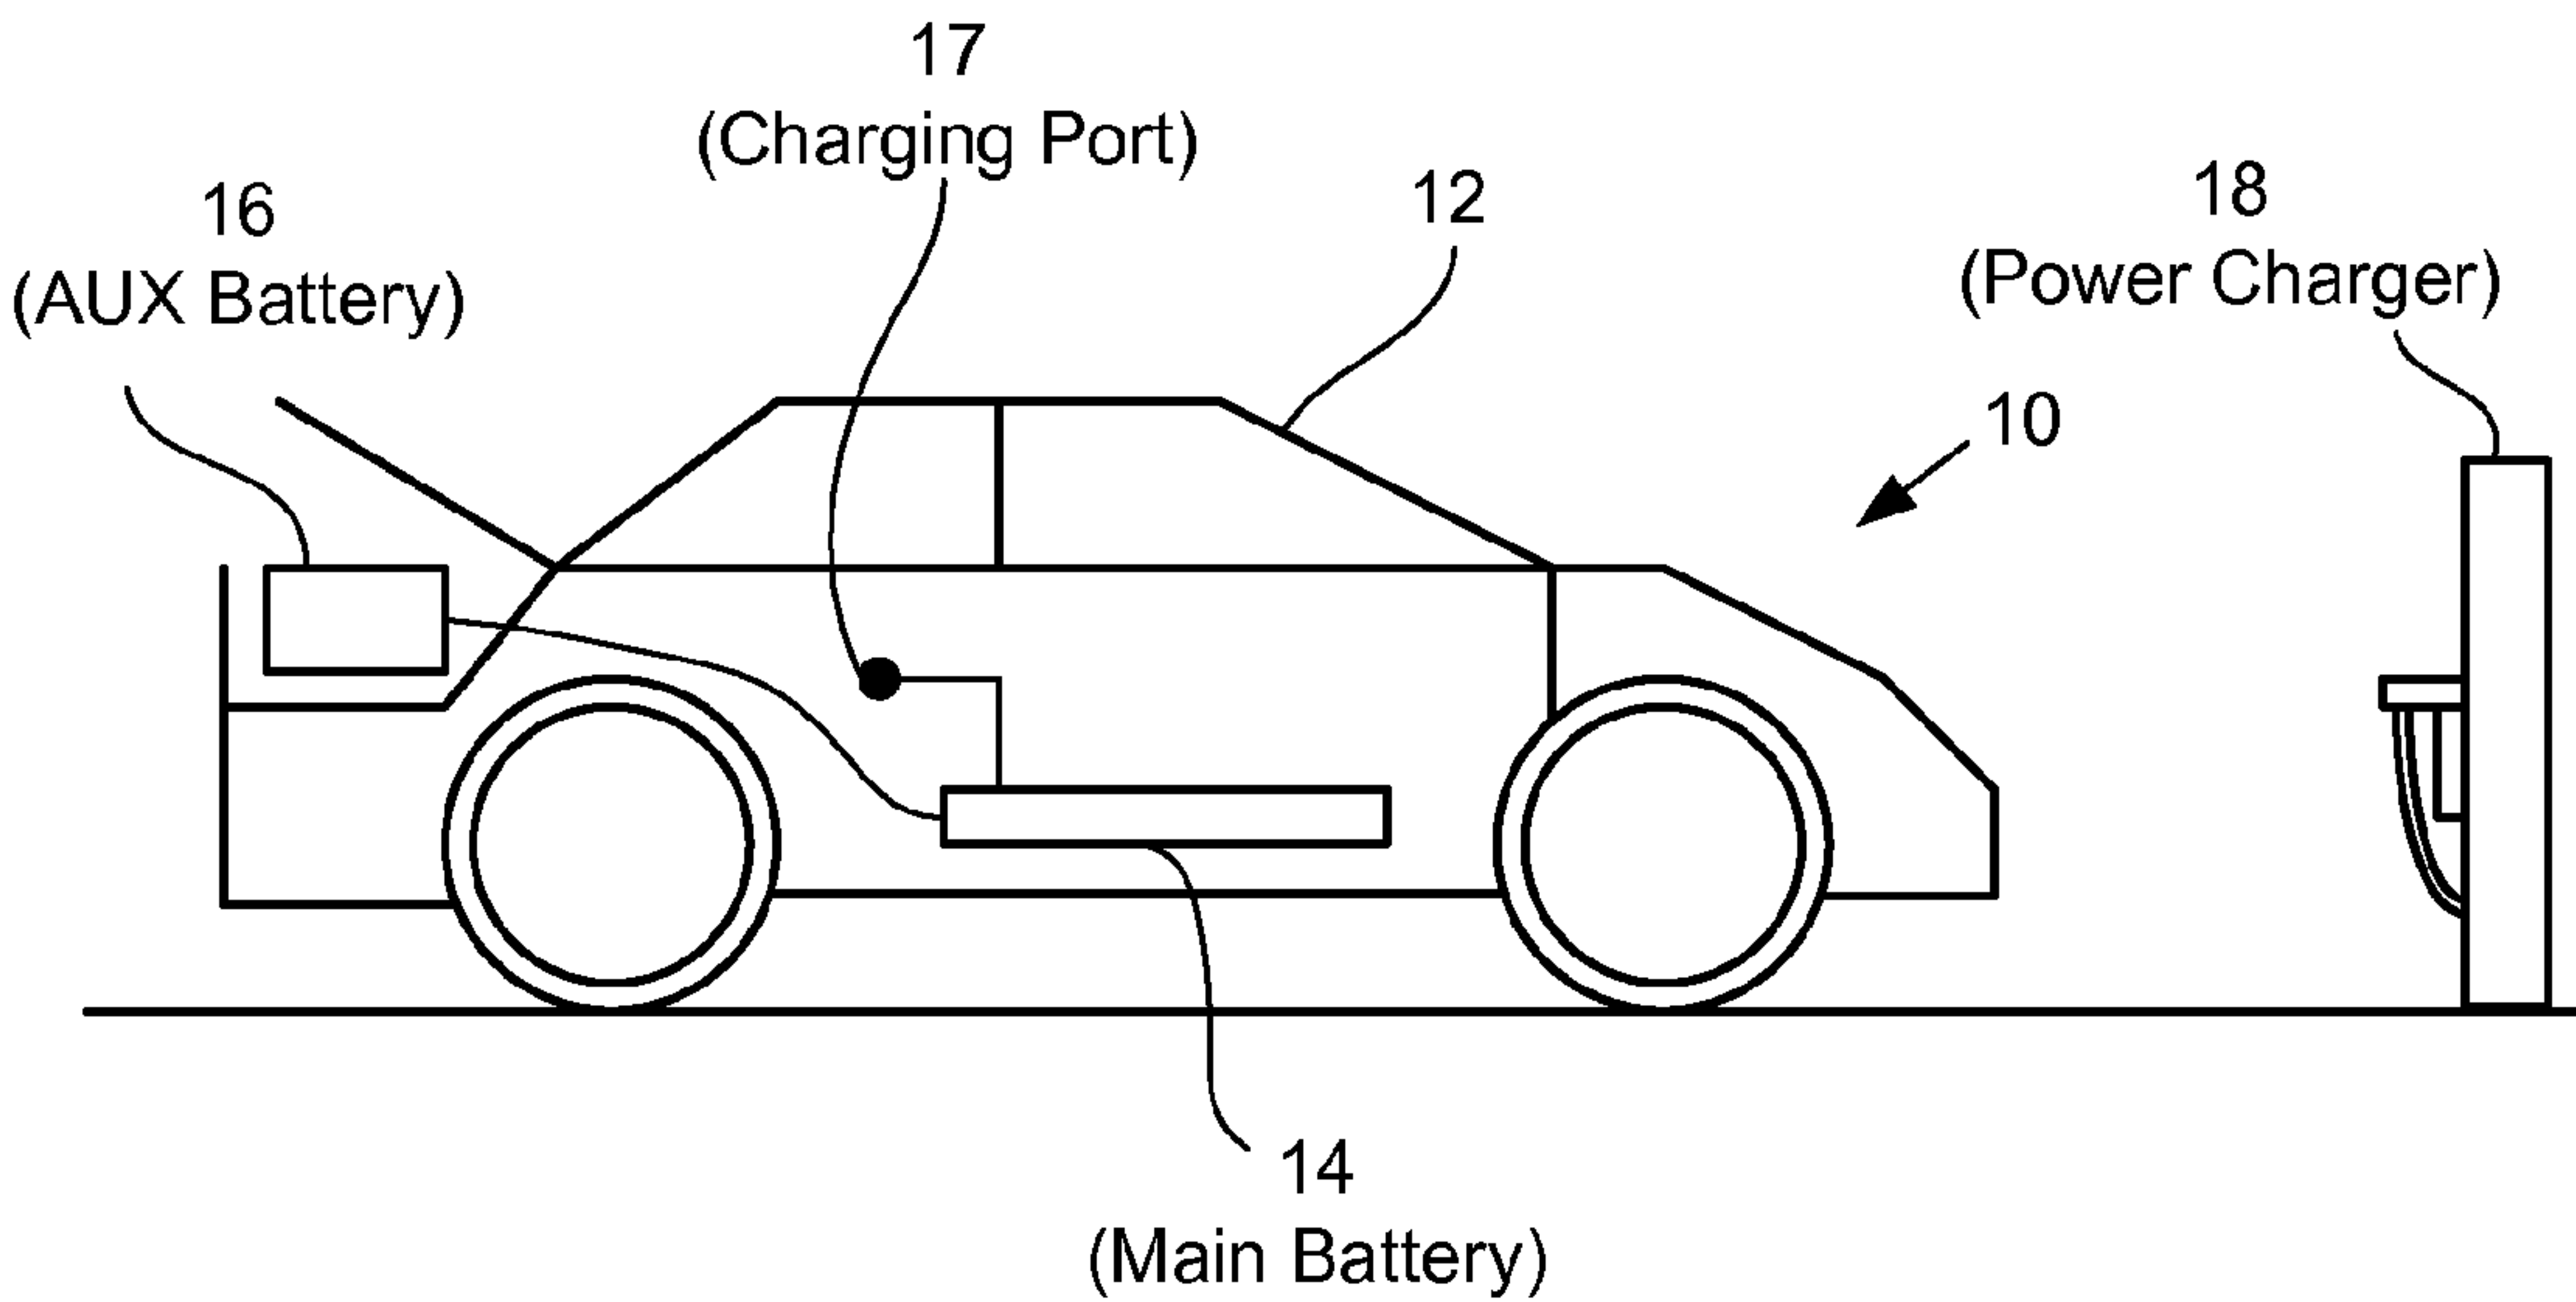 17
(Charging Port)
16
(AUX Battery)
12
18
(Power Charger)
10
14
(Main Battery)